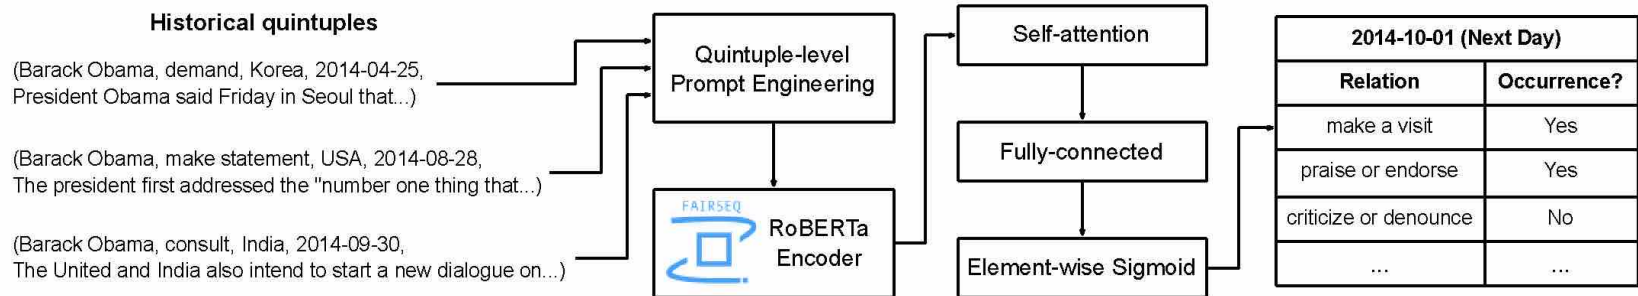 Historical quintuples
(Barack Obama, demand, Korea, 2014-04-25,
President Obama said Friday in Seoul that...)
(Barack Obama, make statement, USA, 2014-08-28,
The president first addressed the "number one thing that...)
(Barack Obama, consult, India, 2014-09-30,
The United and India also intend to start a new dialogue on...)
Quintuple-level
Prompt Engineering
FAIRSEQ
RoBERTa
Encoder
Self-attention
Fully-connected
Element-wise Sigmoid
2014-10-01 (Next Day)
Relation Occurrence?
make a visit Yes
praise or endorse Yes
criticize or denounce No
... ...